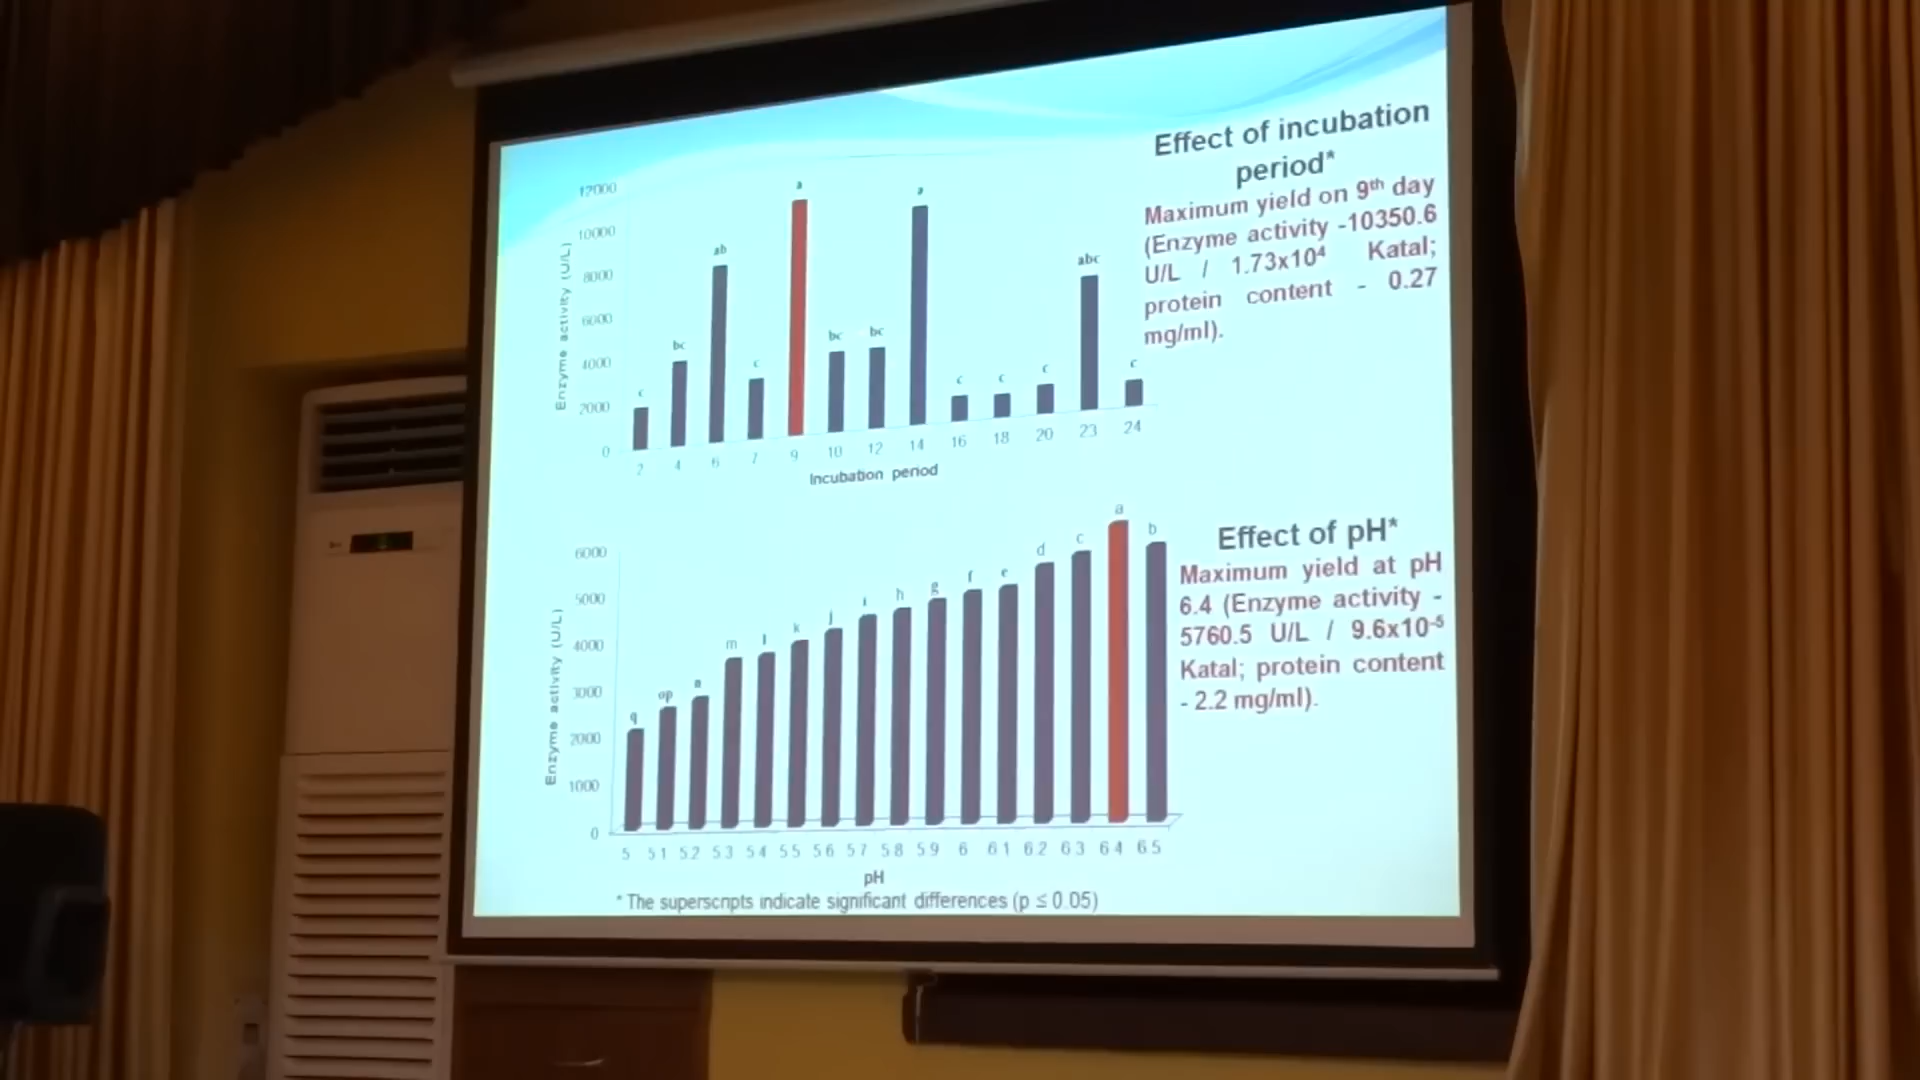 Effect of incubation
period*
Maximum yield on 9th day
(Enzyme activity -10350.6
U/L / 1.73x10⁴ Katal;
protein content - 0.27
mg/ml).
12000
10000
8000
6000
4000
2000
0
Enzyme activity (U/L)
c bc ab c a bc bc a c c c abc c
2 4 6 7 9 10 12 14 16 18 20 23 24
Incubation period
Effect of pH*
Maximum yield at pH
6.4 (Enzyme activity -
5760.5 U/L / 9.6x10⁻⁵
Katal; protein content
- 2.2 mg/ml).
6000
5000
4000
3000
2000
1000
0
Enzyme activity (U/L)
q op n m l k j i h g f e d c a b
5 5.1 5.2 5.3 5.4 5.5 5.6 5.7 5.8 5.9 6 6.1 6.2 6.3 6.4 6.5
pH
* The superscripts indicate significant differences (p ≤ 0.05)